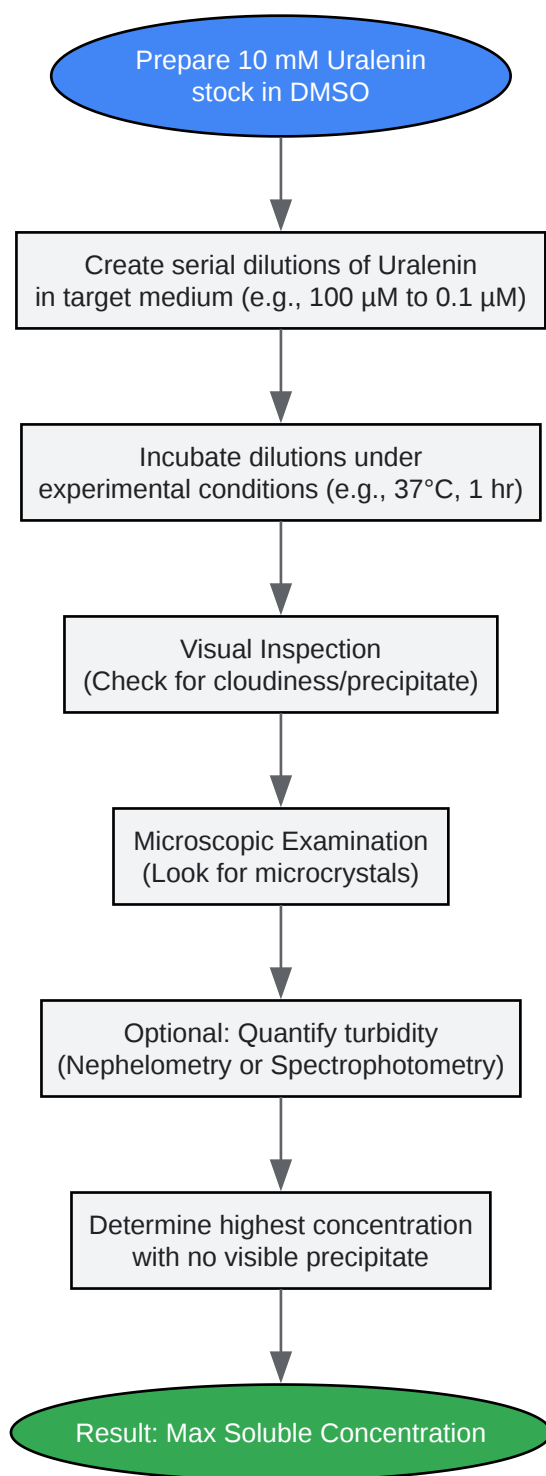 Prepare 10 mM Uralenin
stock in DMSO
Create serial dilutions of Uralenin
in target medium (e.g., 100 µM to 0.1 µM)
Incubate dilutions under
experimental conditions (e.g., 37°C, 1 hr)
Visual Inspection
(Check for cloudiness/precipitate)
Microscopic Examination
(Look for microcrystals)
Optional: Quantify turbidity
(Nephelometry or Spectrophotometry)
Determine highest concentration
with no visible precipitate
Result: Max Soluble Concentration